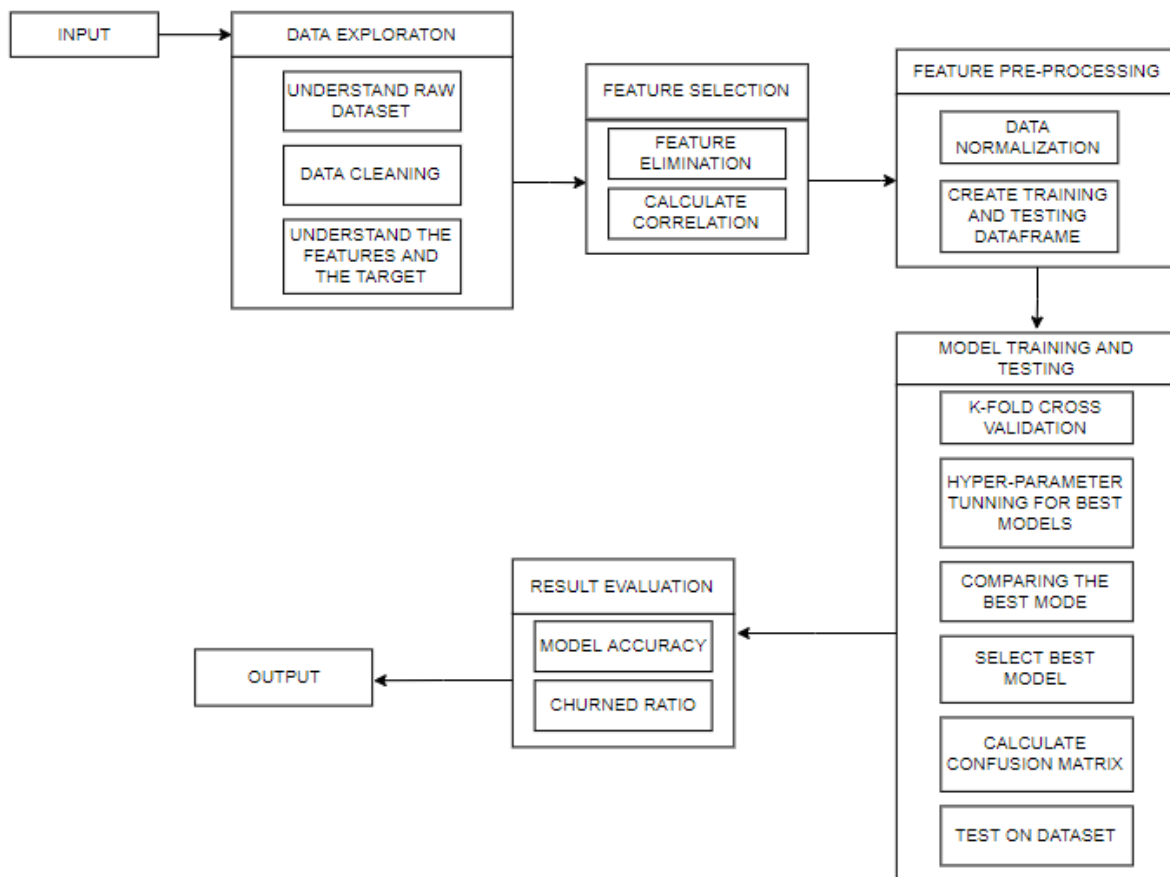 INPUT
DATA EXPLORATON
UNDERSTAND RAW
DATASET
DATA CLEANING
UNDERSTAND THE
FEATURES AND
THE TARGET
FEATURE SELECTION
FEATURE
ELIMINATION
CALCULATE
CORRELATION
FEATURE PRE-PROCESSING
DATA
NORMALIZATION
CREATE TRAINING
AND TESTING
DATAFRAME
MODEL TRAINING AND
TESTING
K-FOLD CROSS
VALIDATION
HYPER-PARAMETER
TUNNING FOR BEST
MODELS
COMPARING THE
BEST MODE
SELECT BEST
MODEL
CALCULATE
CONFUSION MATRIX
TEST ON DATASET
RESULT EVALUATION
MODEL ACCURACY
CHURNED RATIO
OUTPUT